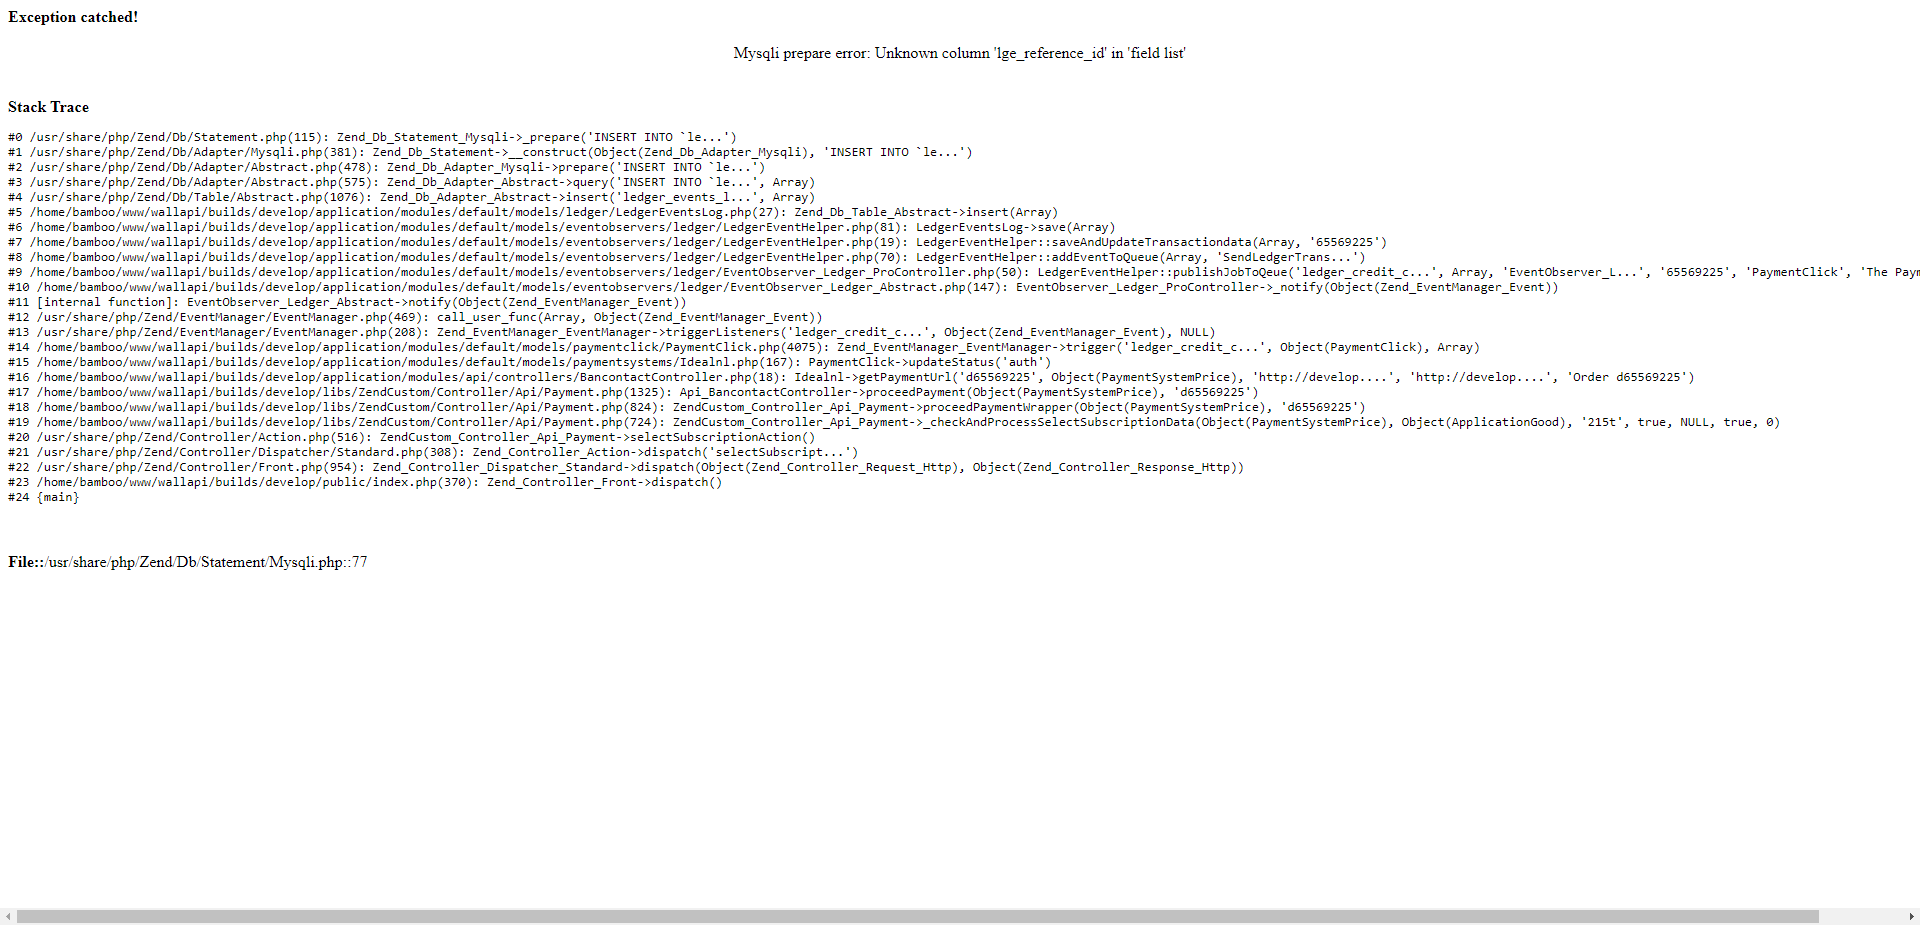 Exception catched!
Mysqli prepare error: Unknown column 'lge_reference_id' in 'field list'
Stack Trace
#0 /usr/share/php/Zend/Db/Statement.php(115): Zend_Db_Statement_Mysqli->_prepare('INSERT INTO `le...')
#1 /usr/share/php/Zend/Db/Adapter/Mysqli.php(381): Zend_Db_Statement->__construct(Object(Zend_Db_Adapter_Mysqli), 'INSERT INTO `le...')
#2 /usr/share/php/Zend/Db/Adapter/Abstract.php(478): Zend_Db_Adapter_Mysqli->prepare('INSERT INTO `le...')
#3 /usr/share/php/Zend/Db/Adapter/Abstract.php(575): Zend_Db_Adapter_Abstract->query('INSERT INTO `le...', Array)
#4 /usr/share/php/Zend/Db/Table/Abstract.php(1076): Zend_Db_Adapter_Abstract->insert('ledger_events_l...', Array)
#5 /home/bamboo/www/wallapi/builds/develop/application/modules/default/models/ledger/LedgerEventsLog.php(27): Zend_Db_Table_Abstract->insert(Array)
#6 /home/bamboo/www/wallapi/builds/develop/application/modules/default/models/eventobservers/ledger/LedgerEventHelper.php(81): LedgerEventsLog->save(Array)
#7 /home/bamboo/www/wallapi/builds/develop/application/modules/default/models/eventobservers/ledger/LedgerEventHelper.php(19): LedgerEventHelper::saveAndUpdateTransactiondata(Array, '65569225')
#8 /home/bamboo/www/wallapi/builds/develop/application/modules/default/models/eventobservers/ledger/LedgerEventHelper.php(70): LedgerEventHelper::addEventToQueue(Array, 'SendLedgerTrans...')
#9 /home/bamboo/www/wallapi/builds/develop/application/modules/default/models/eventobservers/ledger/EventObserver_Ledger_ProController.php(50): LedgerEventHelper::publishJobToQeue('ledger_credit_c...', Array, 'EventObserver_L...', '65569225', 'PaymentClick', 'The Paym
#10 /home/bamboo/www/wallapi/builds/develop/application/modules/default/models/eventobservers/ledger/EventObserver_Ledger_Abstract.php(147): EventObserver_Ledger_ProController->_notify(Object(Zend_EventManager_Event))
#11 [internal function]: EventObserver_Ledger_Abstract->notify(Object(Zend_EventManager_Event))
#12 /usr/share/php/Zend/EventManager/EventManager.php(469): call_user_func(Array, Object(Zend_EventManager_Event))
#13 /usr/share/php/Zend/EventManager/EventManager.php(208): Zend_EventManager_EventManager->triggerListeners('ledger_credit_c...', Object(Zend_EventManager_Event), NULL)
#14 /home/bamboo/www/wallapi/builds/develop/application/modules/default/models/paymentclick/PaymentClick.php(4075): Zend_EventManager_EventManager->trigger('ledger_credit_c...', Object(PaymentClick), Array)
#15 /home/bamboo/www/wallapi/builds/develop/application/modules/default/models/paymentsystems/Idealnl.php(167): PaymentClick->updateStatus('auth')
#16 /home/bamboo/www/wallapi/builds/develop/application/modules/api/controllers/BancontactController.php(18): Idealnl->getPaymentUrl('d65569225', Object(PaymentSystemPrice), 'http://develop....', 'http://develop....', 'Order d65569225')
#17 /home/bamboo/www/wallapi/builds/develop/libs/ZendCustom/Controller/Api/Payment.php(1325): Api_BancontactController->proceedPayment(Object(PaymentSystemPrice), 'd65569225')
#18 /home/bamboo/www/wallapi/builds/develop/libs/ZendCustom/Controller/Api/Payment.php(824): ZendCustom_Controller_Api_Payment->proceedPaymentWrapper(Object(PaymentSystemPrice), 'd65569225')
#19 /home/bamboo/www/wallapi/builds/develop/libs/ZendCustom/Controller/Api/Payment.php(724): ZendCustom_Controller_Api_Payment->_checkAndProcessSelectSubscriptionData(Object(PaymentSystemPrice), Object(ApplicationGood), '215t', true, NULL, true, 0)
#20 /usr/share/php/Zend/Controller/Action.php(516): ZendCustom_Controller_Api_Payment->selectSubscriptionAction()
#21 /usr/share/php/Zend/Controller/Dispatcher/Standard.php(308): Zend_Controller_Action->dispatch('selectSubscript...')
#22 /usr/share/php/Zend/Controller/Front.php(954): Zend_Controller_Dispatcher_Standard->dispatch(Object(Zend_Controller_Request_Http), Object(Zend_Controller_Response_Http))
#23 /home/bamboo/www/wallapi/builds/develop/public/index.php(370): Zend_Controller_Front->dispatch()
#24 {main}
File::/usr/share/php/Zend/Db/Statement/Mysqli.php::77